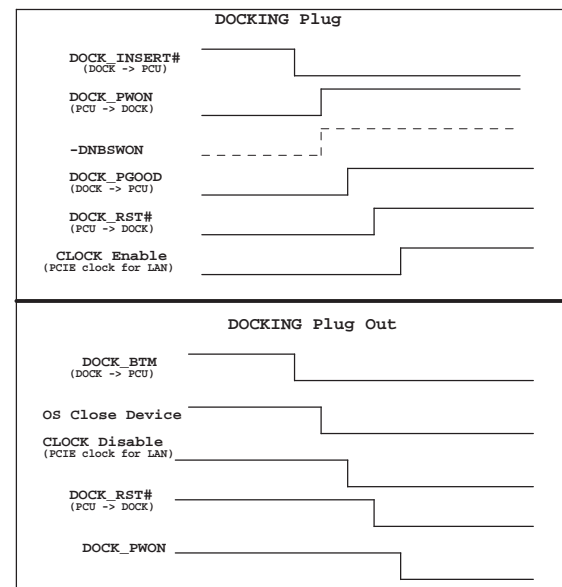 DOCKING Plug
DOCK_INSERT#
(DOCK -> PCU)
DOCK_PWON
(PCU -> DOCK)
-DNBSWON
DOCK_PGOOD
(DOCK -> PCU)
DOCK_RST#
(PCU -> DOCK)
CLOCK Enable
(PCIE clock for LAN)
DOCKING Plug Out
DOCK_BTM
(DOCK -> PCU)
OS Close Device
CLOCK Disable
(PCIE clock for LAN)
DOCK_RST#
(PCU -> DOCK)
DOCK_PWON